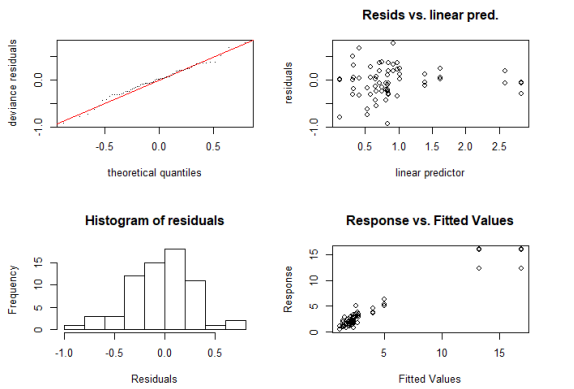 Resids vs. linear pred.
deviance residuals
0.0
-1.0
-0.5 0.0 0.5
theoretical quantiles
residuals
0.0
-1.0
0.5 1.0 1.5 2.0 2.5
linear predictor
Histogram of residuals
Frequency
15
10
5
0
-1.0 -0.5 0.0 0.5
Residuals
Response vs. Fitted Values
Response
15
10
5
0
5 10 15
Fitted Values